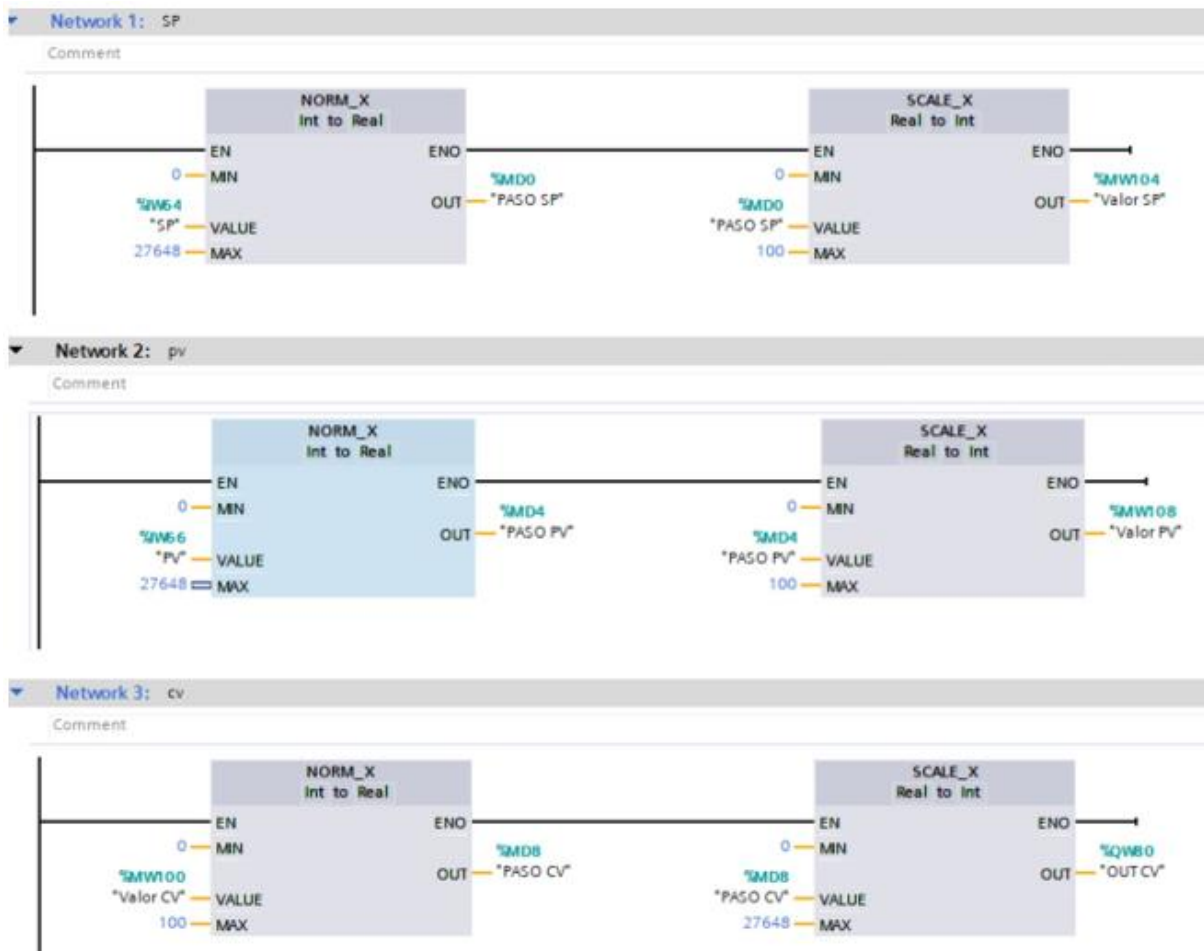 Network 1: SP
Comment
NORM_X
Int to Real
SCALE_X
Real to Int
EN
ENO
EN
ENO
0
MIN
%MD0
0
MIN
%MW104
%IW64
OUT
"PASO SP"
%MD0
OUT
"Valor SP"
"SP"
VALUE
"PASO SP"
VALUE
27648
MAX
100
MAX
Network 2: pv
Comment
NORM_X
Int to Real
SCALE_X
Real to Int
EN
ENO
EN
ENO
0
MIN
%MD4
0
MIN
%MW108
%IW66
OUT
"PASO PV"
%MD4
OUT
"Valor PV"
"PV"
VALUE
"PASO PV"
VALUE
27648
MAX
100
MAX
Network 3: cv
Comment
NORM_X
Int to Real
SCALE_X
Real to Int
EN
ENO
EN
ENO
0
MIN
%MD8
0
MIN
%QW80
%MW100
OUT
"PASO CV"
%MD8
OUT
"OUT CV"
"Valor CV"
VALUE
"PASO CV"
VALUE
100
MAX
27648
MAX